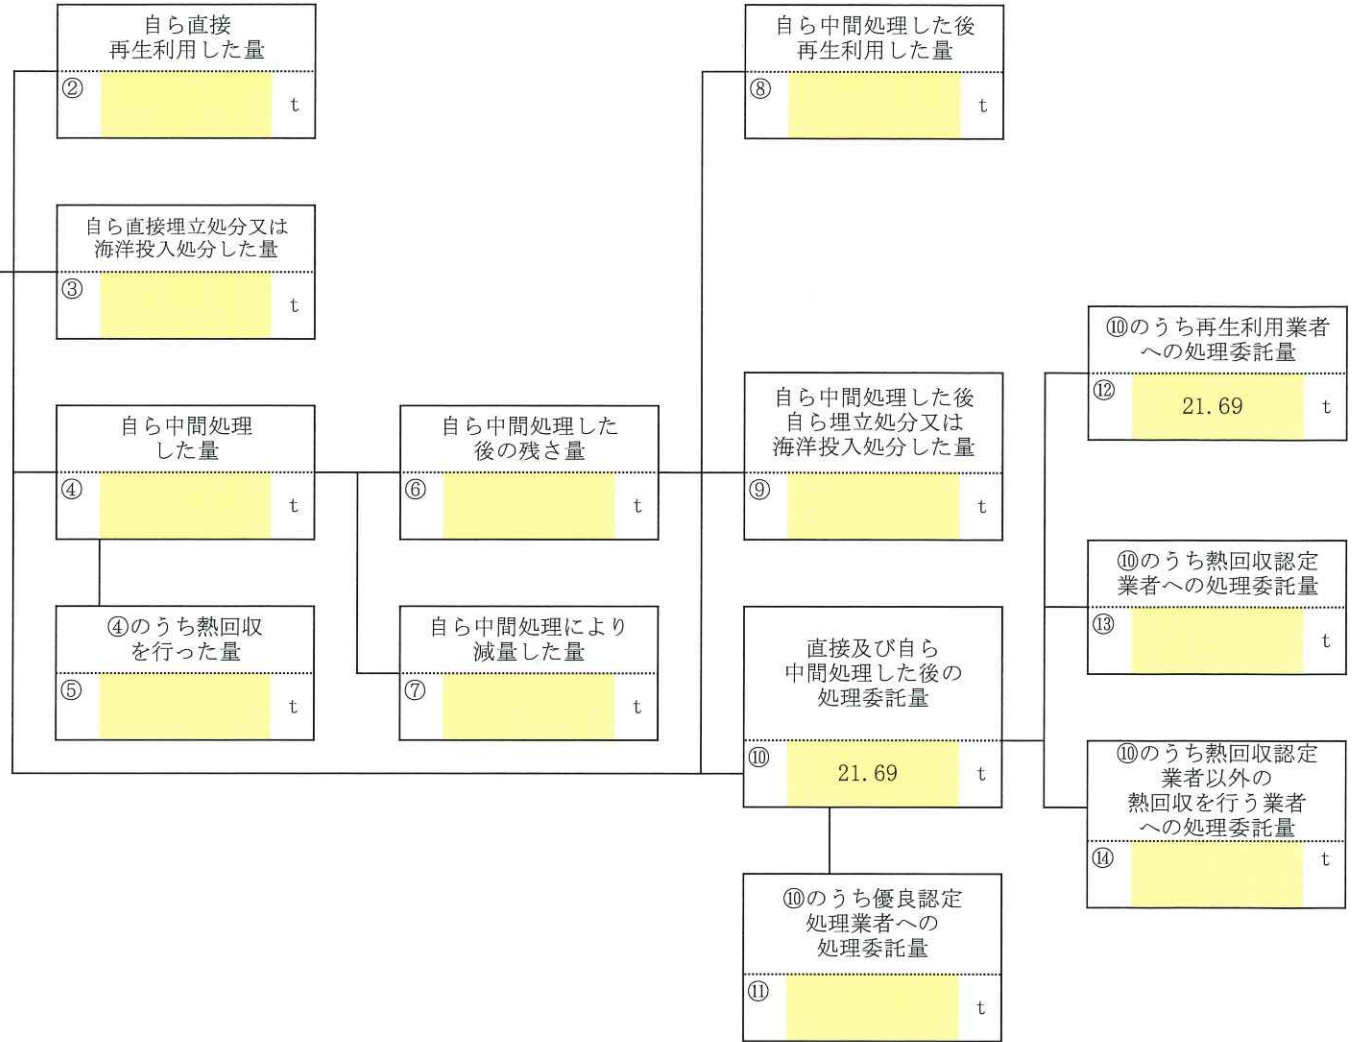 自ら直接
再生利用した量
② t
自ら中間処理した後
再生利用した量
⑧ t
自ら直接埋立処分又は
海洋投入処分した量
③ t
⑩のうち再生利用業者
への処理委託量
⑫ 21.69 t
自ら中間処理
した量
④ t
自ら中間処理した
後の残さ量
⑥ t
自ら中間処理した後
自ら埋立処分又は
海洋投入処分した量
⑨ t
⑩のうち熱回収認定
業者への処理委託量
⑬ t
④のうち熱回収
を行った量
⑤ t
自ら中間処理により
減量した量
⑦ t
直接及び自ら
中間処理した後の
処理委託量
⑩ 21.69 t
⑩のうち熱回収認定
業者以外の
熱回収を行う業者
への処理委託量
⑭ t
⑩のうち優良認定
処理業者への
処理委託量
⑪ t